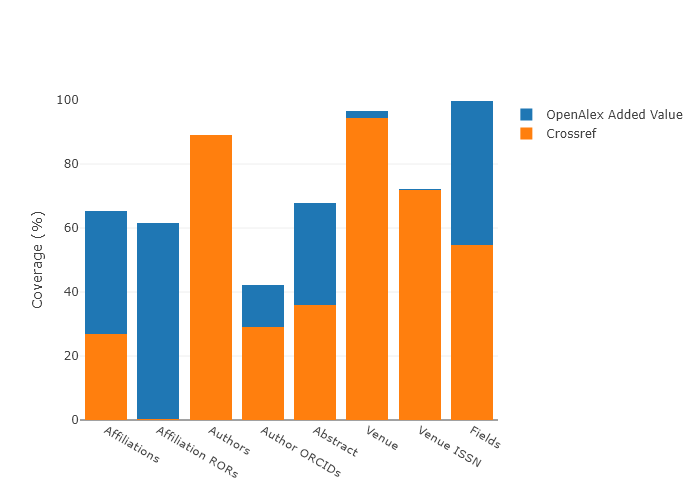 100
80
60
40
20
0
Coverage (%)
Affiliations
Affiliation RORs
Authors
Author ORCIDs
Abstract
Venue
Venue ISSN
Fields
OpenAlex Added Value
Crossref